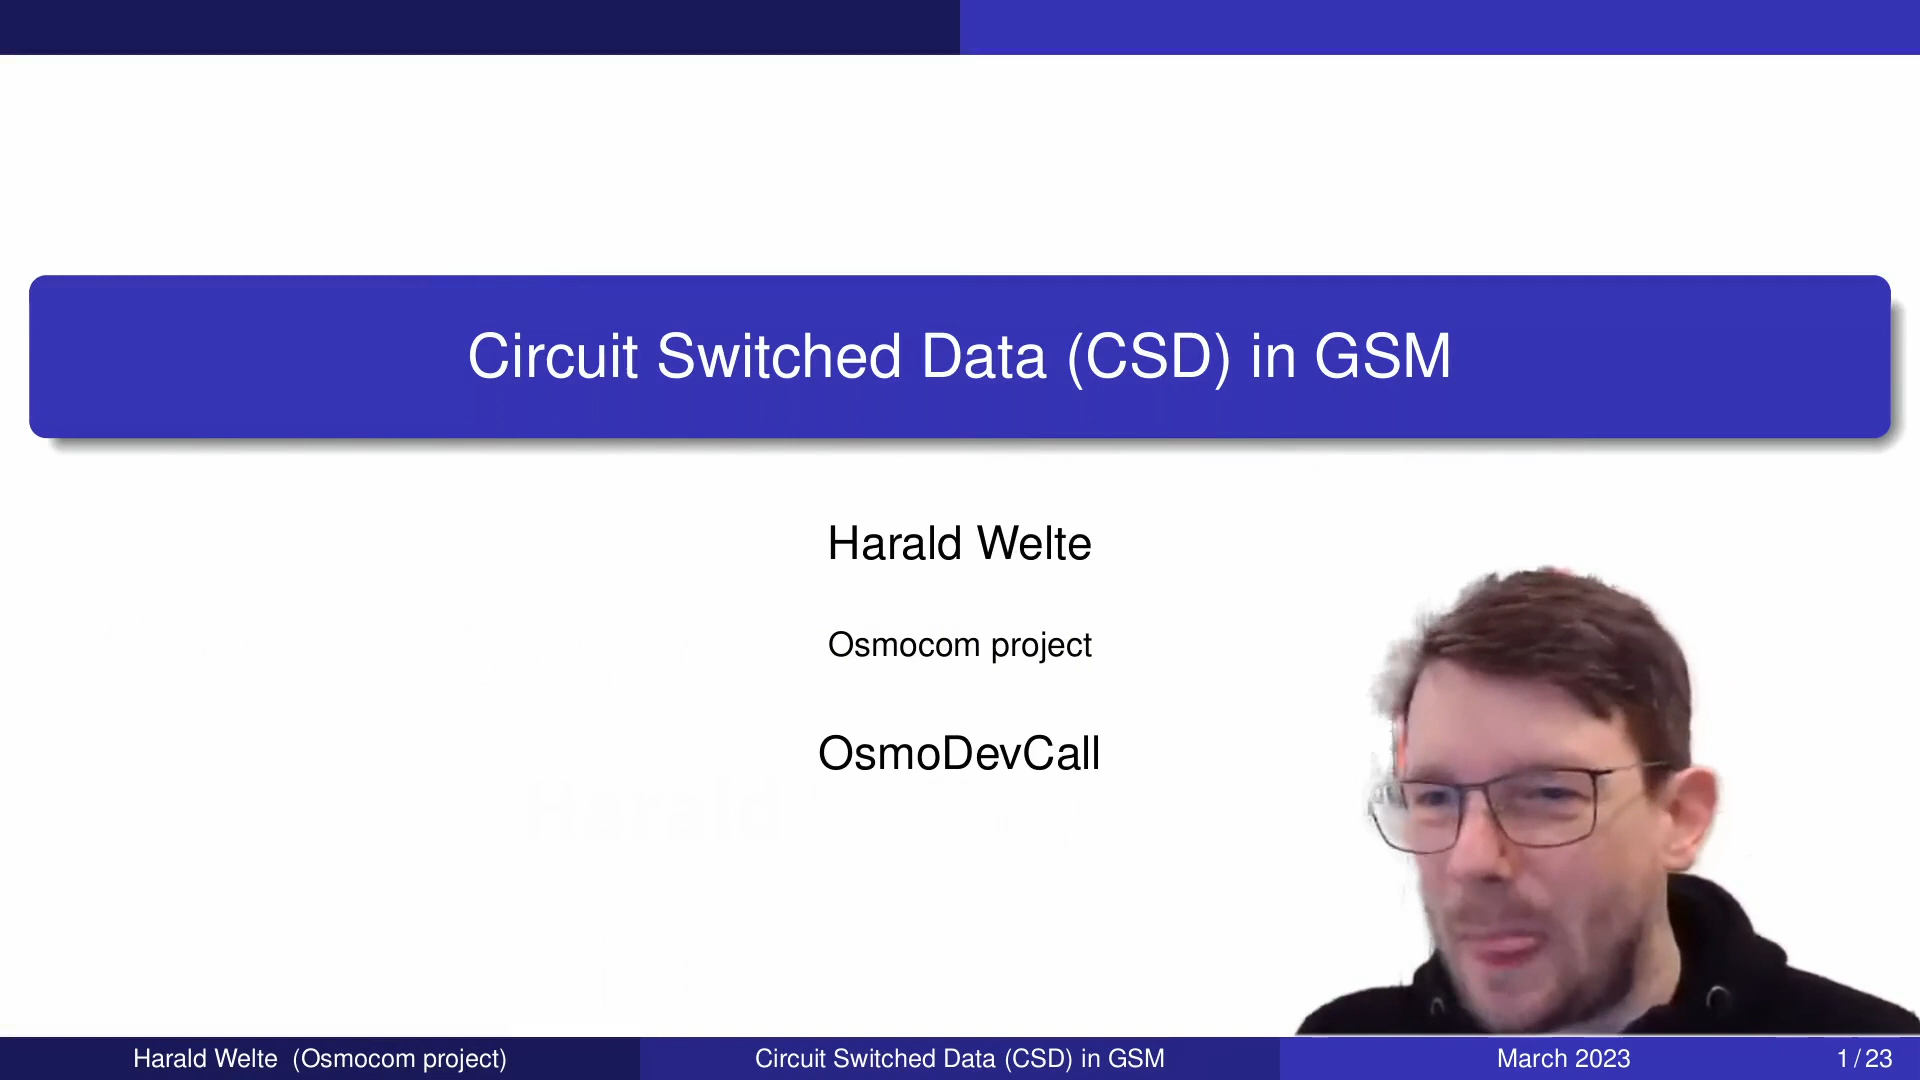 Circuit Switched Data (CSD) in GSM
Harald Welte
Osmocom project
OsmoDevCall
Harald Welte (Osmocom project)
Circuit Switched Data (CSD) in GSM
March 2023
1 / 23